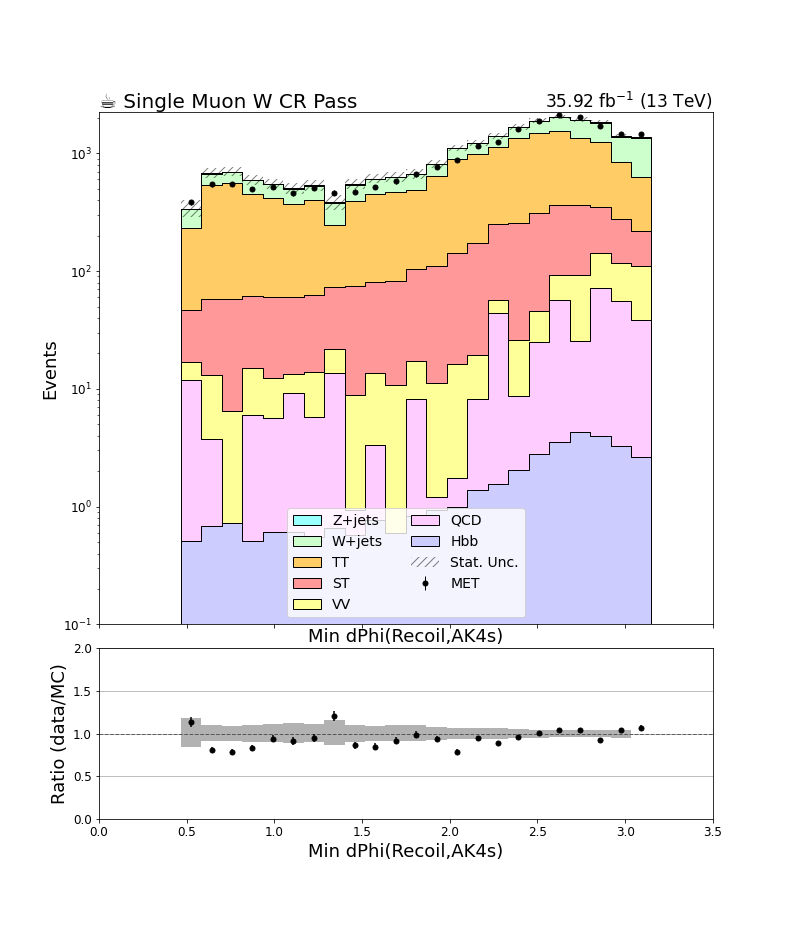 ☕ Single Muon W CR Pass
35.92 fb⁻¹ (13 TeV)
Events
10³
10²
10¹
10⁰
10⁻¹
Z+jets
W+jets
TT
ST
VV
QCD
Hbb
Stat. Unc.
MET
Min dPhi(Recoil,AK4s)
Ratio (data/MC)
2.0
1.5
1.0
0.5
0.0
0.0 0.5 1.0 1.5 2.0 2.5 3.0 3.5
Min dPhi(Recoil,AK4s)